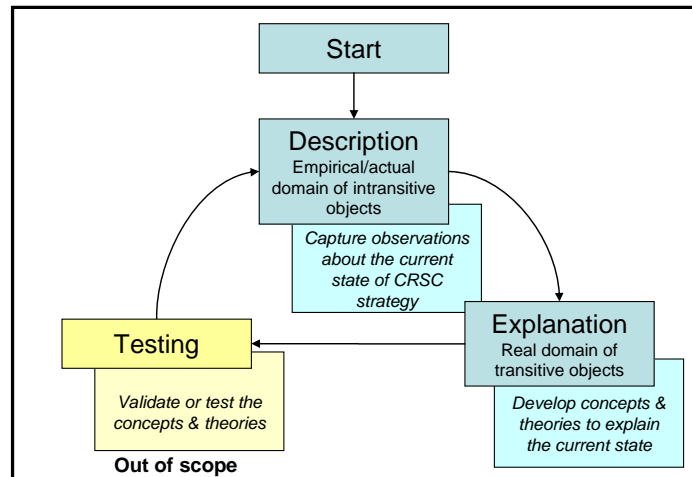 Start
Description
Empirical/actual
domain of intransitive
objects
Capture observations
about the current
state of CRSC
strategy
Explanation
Real domain of
transitive objects
Develop concepts &
theories to explain
the current state
Testing
Validate or test the
concepts & theories
Out of scope